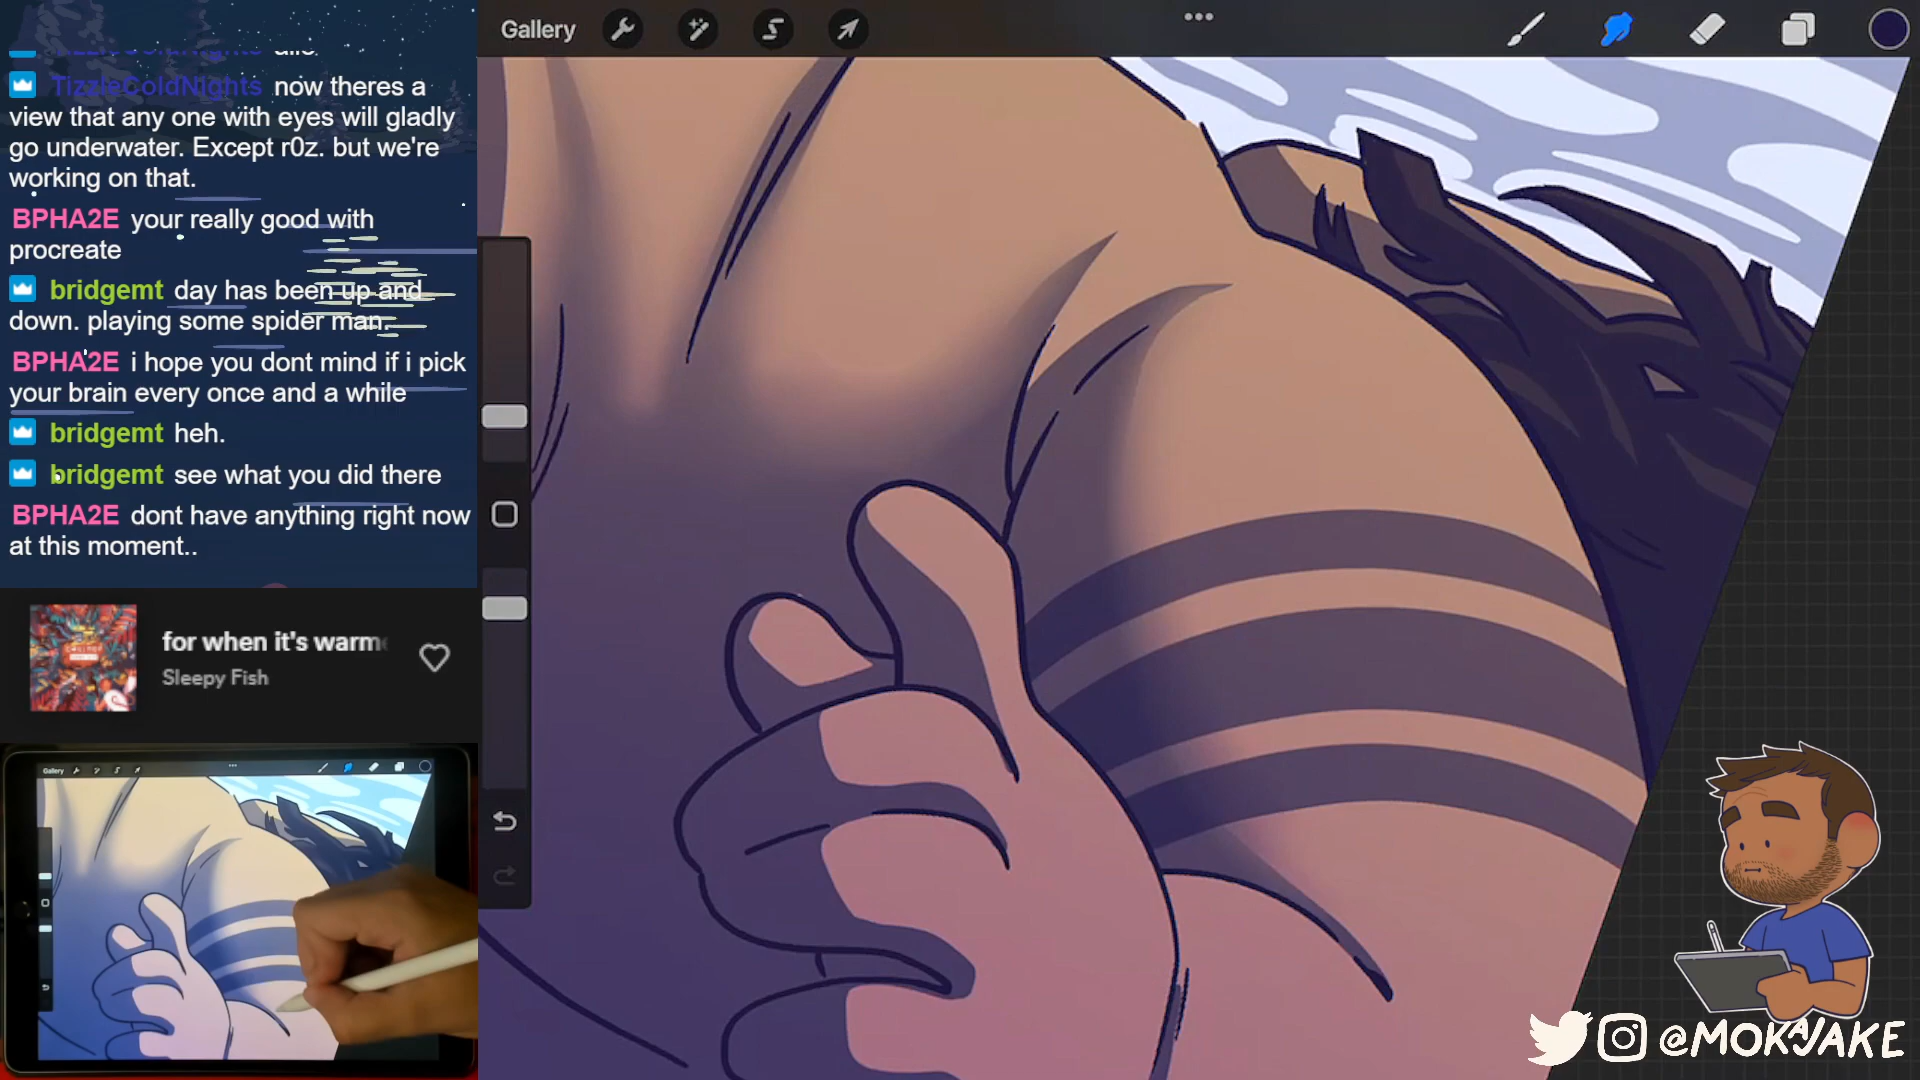 TizzleColdNights now theres a
view that any one with eyes will gladly
go underwater. Except r0z. but we're
working on that.
BPHA2E your really good with
procreate
bridgemt day has been up and
down. playing some spider man.
BPHA2E i hope you dont mind if i pick
your brain every once and a while
bridgemt heh.
bridgemt see what you did there
BPHA2E dont have anything right now
at this moment..
for when it's warm
Sleepy Fish
Gallery
Gallery
@MOKAJAKE